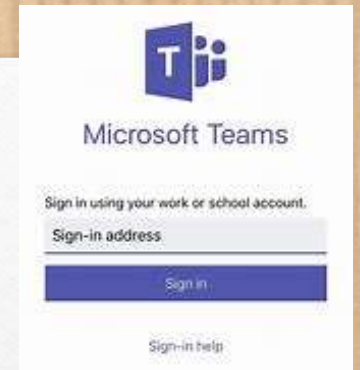 T
Microsoft Teams
Sign in using your work or school account.
Sign-in address
Sign in
Sign-in help